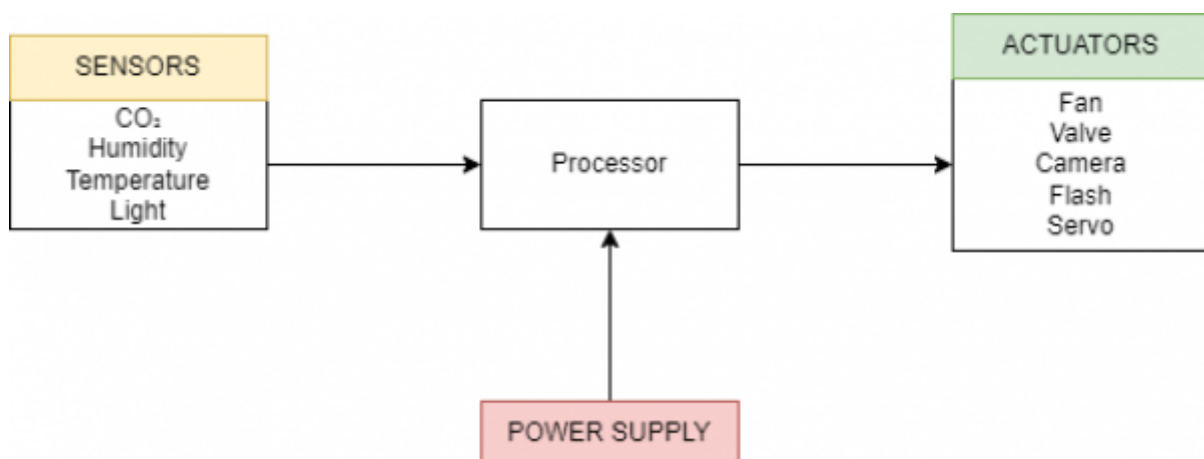 SENSORS
CO₂
Humidity
Temperature
Light
Processor
ACTUATORS
Fan
Valve
Camera
Flash
Servo
POWER SUPPLY